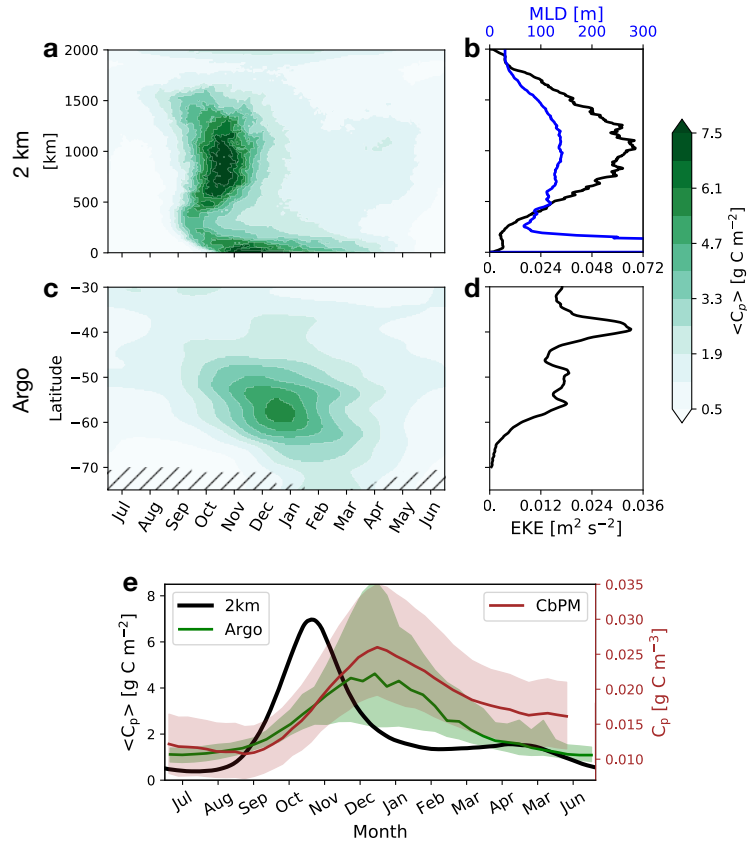 MLD [m]
0 100 200 300
a
b
2 km
[km]
2000
1500
1000
500
0
0. 0.024 0.048 0.072
7.5
6.1
4.7
3.3
1.9
0.5
<Cp> [g C m−2]
c
d
Argo
Latitude
−30
−40
−50
−60
−70
Jul Aug Sep Oct Nov Dec Jan Feb Mar Apr May Jun
0. 0.012 0.024 0.036
EKE [m2 s−2]
e
2km
Argo
CbPM
<Cp> [g C m−2]
8
6
4
2
0
0.035
0.030
0.025
0.020
0.015
0.010
Cp [g C m−3]
Jul Aug Sep Oct Nov Dec Jan Feb Mar Apr Mar Jun
Month